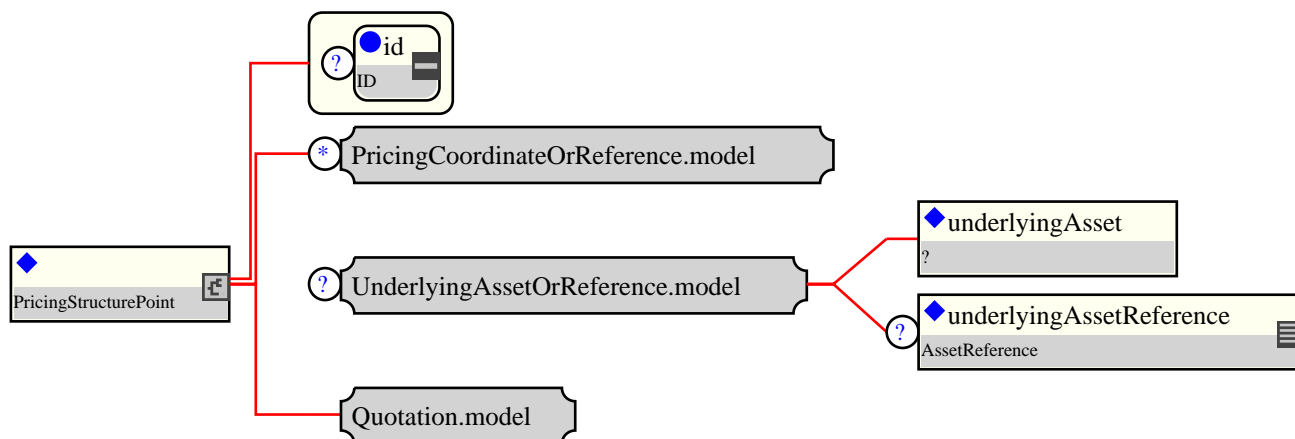 ?
id
ID
*
PricingCoordinateOrReference.model
underlyingAsset
?
PricingStructurePoint
?
UnderlyingAssetOrReference.model
?
underlyingAssetReference
AssetReference
Quotation.model